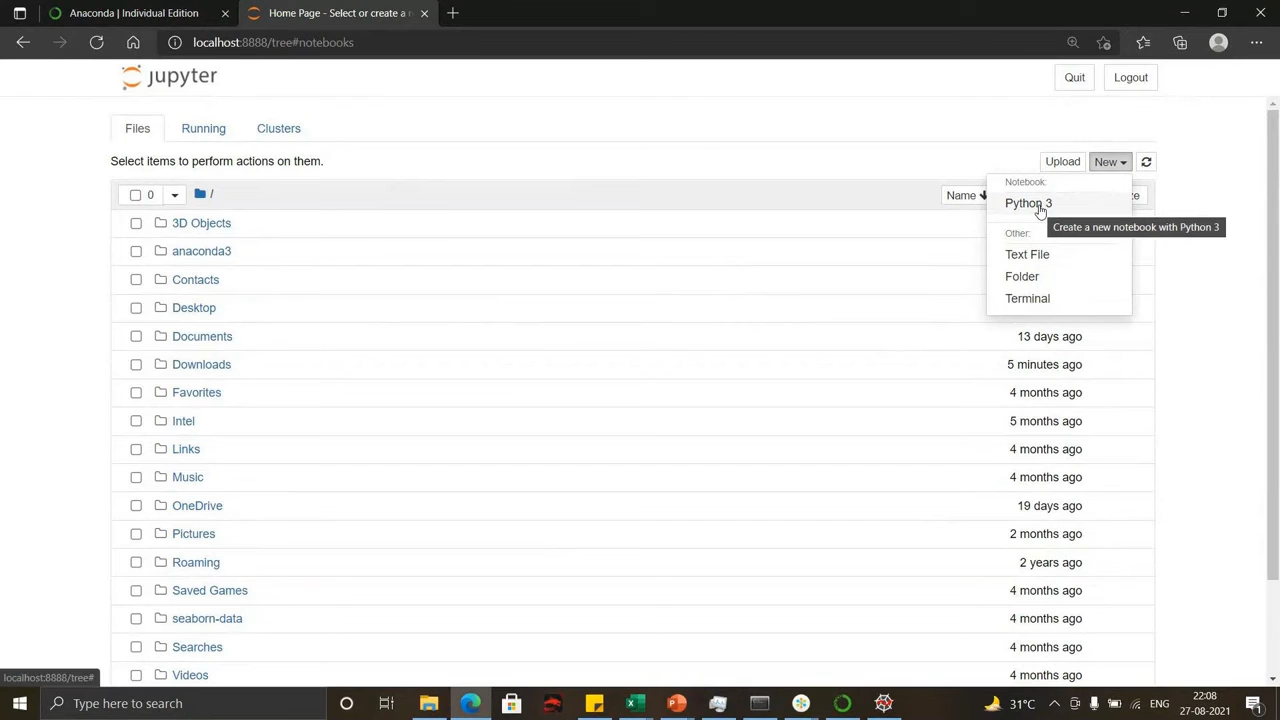 Anaconda | Individual Edition
Home Page - Select or create a n
localhost:8888/tree#notebooks
jupyter
Quit
Logout
Files
Running
Clusters
Select items to perform actions on them.
Upload
New
0
/
Name
ze
Notebook:
Python 3
Create a new notebook with Python 3
Other:
Text File
Folder
Terminal
3D Objects
anaconda3
Contacts
Desktop
Documents
13 days ago
Downloads
5 minutes ago
Favorites
4 months ago
Intel
5 months ago
Links
4 months ago
Music
4 months ago
OneDrive
19 days ago
Pictures
2 months ago
Roaming
2 years ago
Saved Games
4 months ago
seaborn-data
4 months ago
Searches
4 months ago
Videos
4 months ago
localhost:8888/tree#
Type here to search
31°C
ENG
22:08
27-08-2021